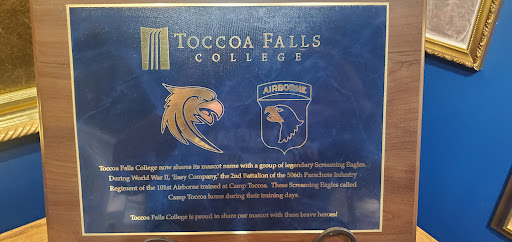 TOCCOA FALLS
COLLEGE
AIRBORNE
Toccoa Falls College now shares its mascot name with a group of legendary Screaming Eagles.
During World War II, 'Easy Company,' the 2nd Battalion of the 506th Parachute Infantry
Regiment of the 101st Airborne trained at Camp Toccoa. These Screaming Eagles called
Camp Toccoa home during their training days.
Toccoa Falls College is proud to share our mascot with these brave heroes!